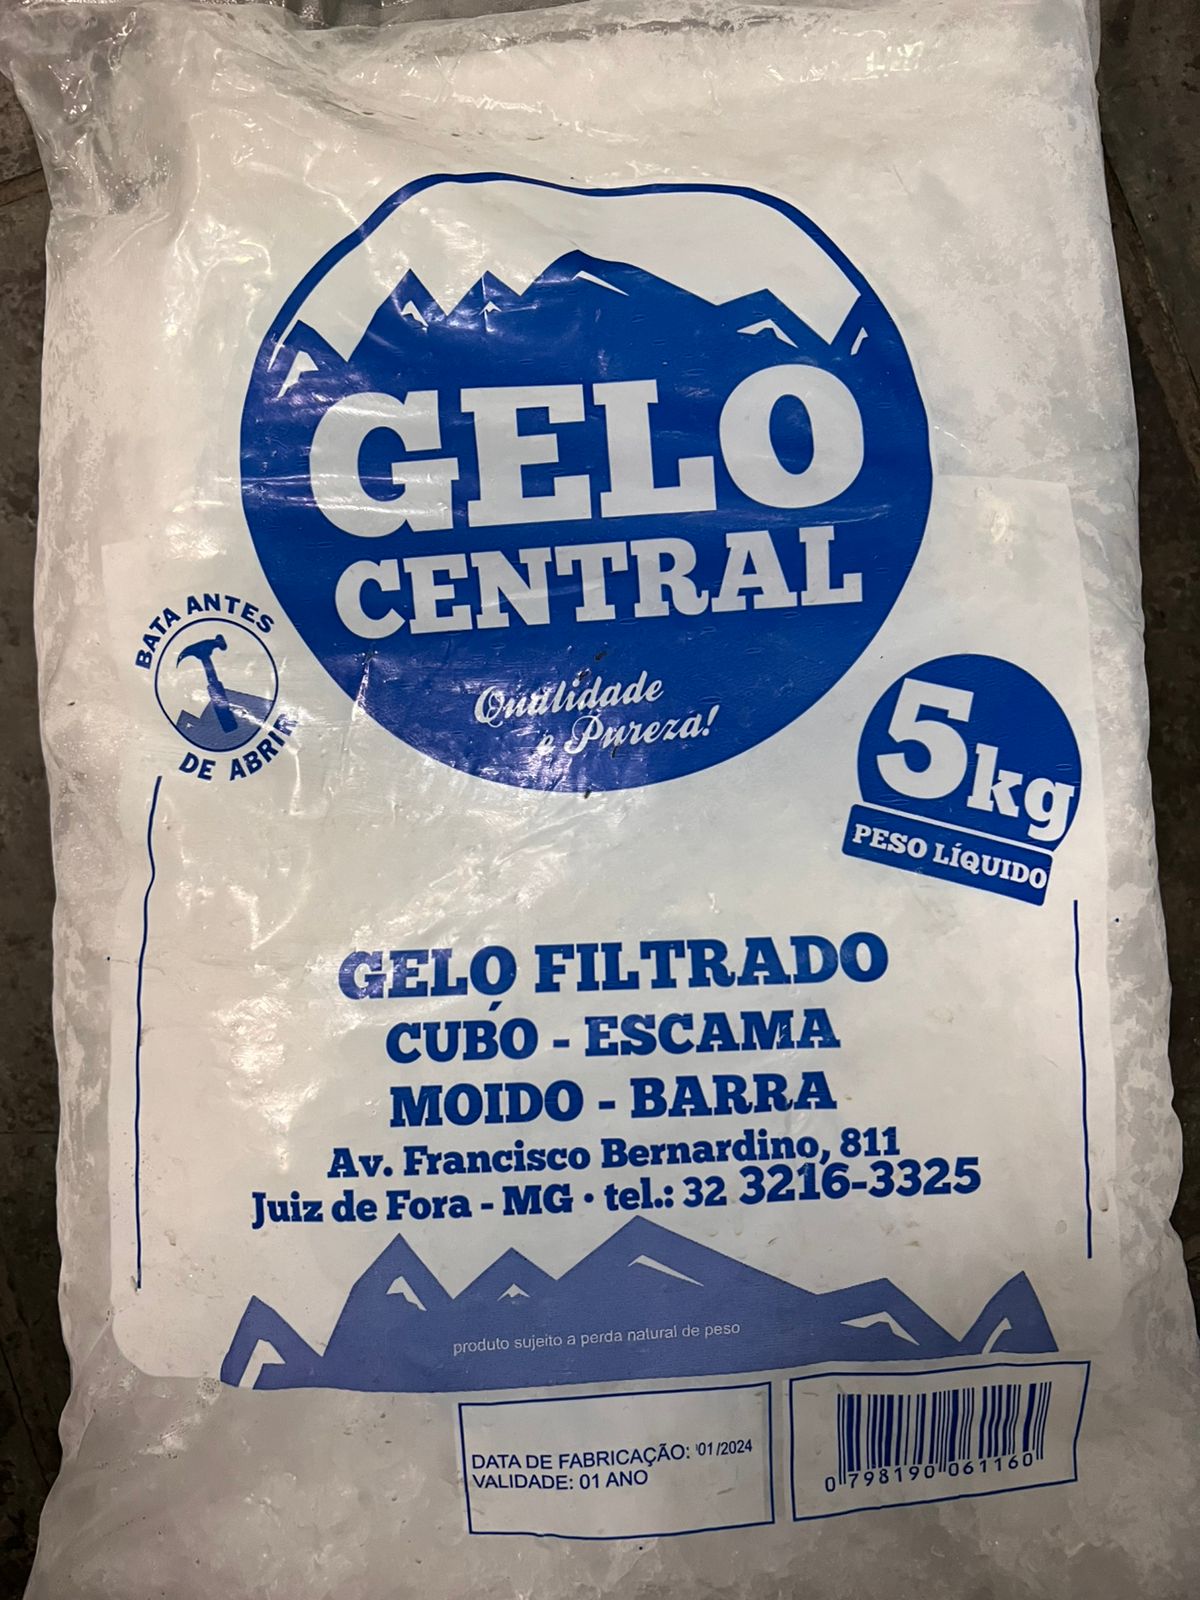 GELO
CENTRAL
Qualidade
e Pureza!
BATA ANTES
DE ABRIR
5kg
PESO LÍQUIDO
GELO FILTRADO
CUBO - ESCAMA
MOIDO - BARRA
Av. Francisco Bernardino, 811
Juiz de Fora - MG • tel.: 32 3216-3325
produto sujeito a perda natural de peso
DATA DE FABRICAÇÃO: 01/2024
VALIDADE: 01 ANO
0 798190 061160